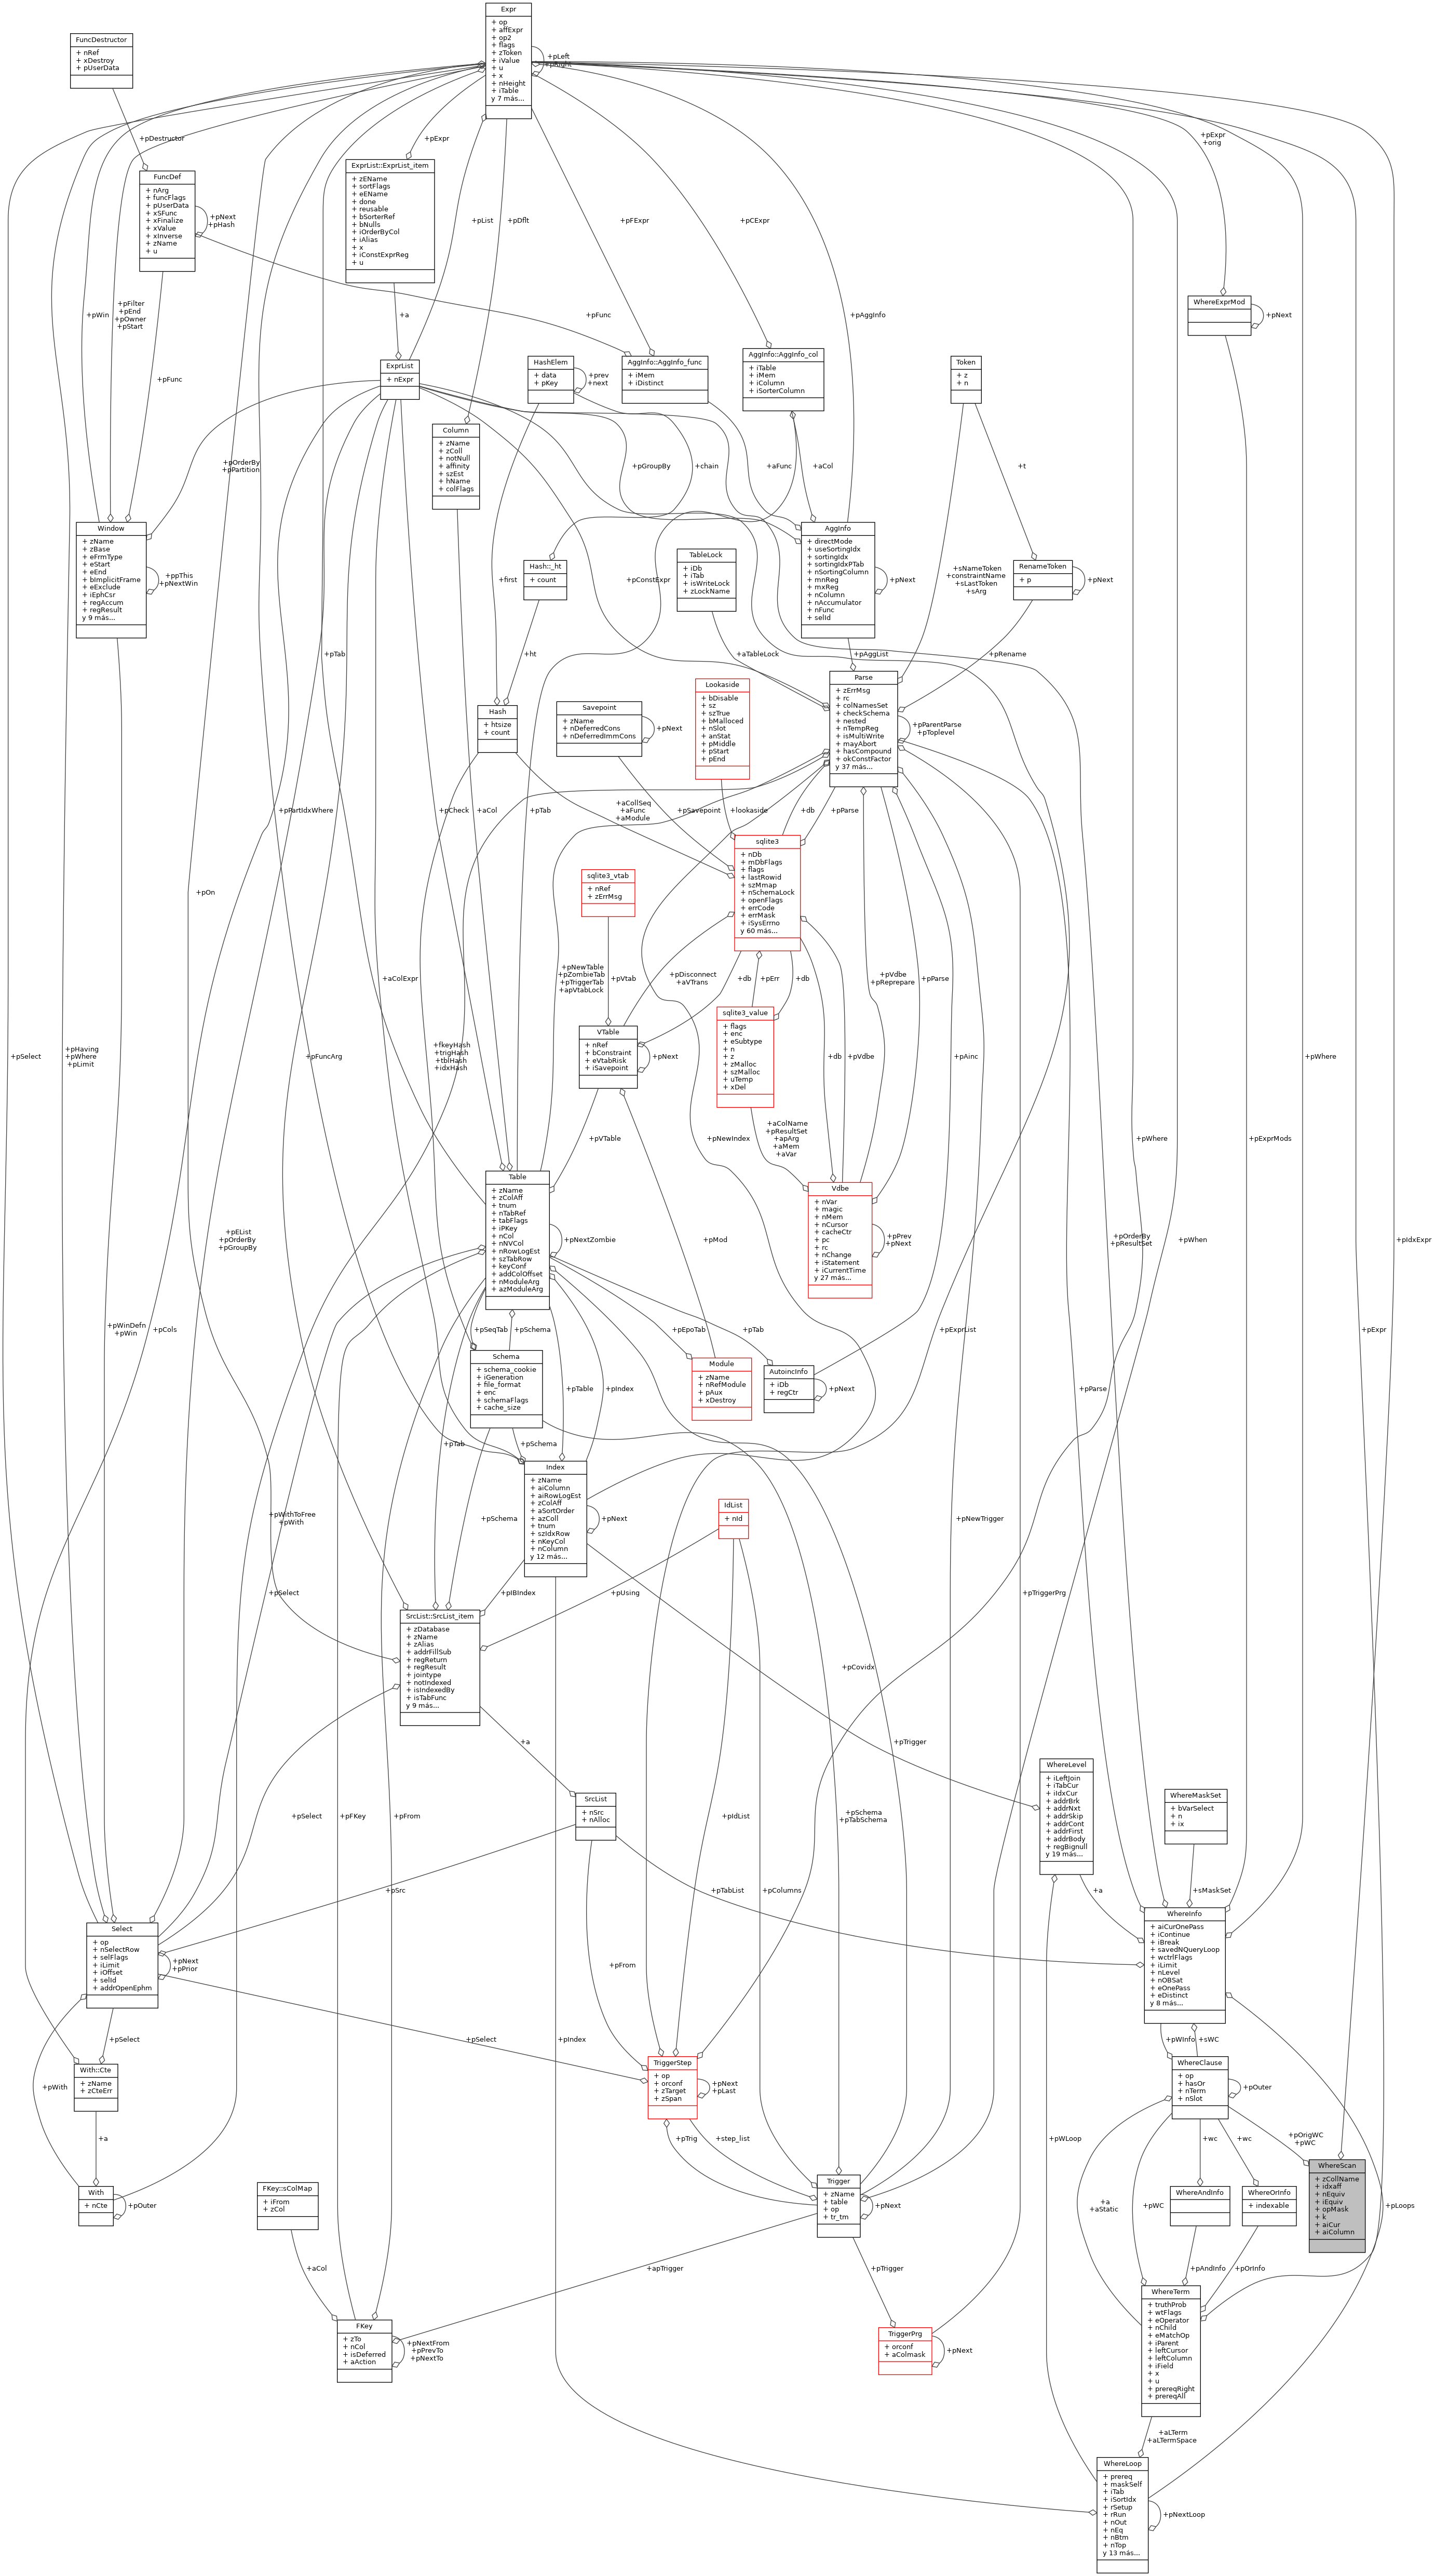 Expr
+ op
+ affExpr
+ op2
+ flags
+ zToken
+ iValue
+ u
+ x
+ nHeight
+ iTable
y 7 más...
+pLeft
+pRight
FuncDestructor
+ nRef
+ xDestroy
+ pUserData
+pDestructor
+pExpr
+pExpr
+orig
ExprList::ExprList_item
+ zEName
+ sortFlags
+ eEName
+ done
+ reusable
+ bSorterRef
+ bNulls
+ iOrderByCol
+ iAlias
+ x
+ iConstExprReg
+ u
FuncDef
+ nArg
+ funcFlags
+ pUserData
+ xSFunc
+ xFinalize
+ xValue
+ xInverse
+ zName
+ u
+pNext
+pHash
+pList
+pDflt
+pFExpr
+pCExpr
WhereExprMod
+pNext
+pWin
+pFilter
+pEnd
+pOwner
+pStart
+a
+pFunc
+pAggInfo
+pFunc
ExprList
+ nExpr
HashElem
+ data
+ pKey
+prev
+next
AggInfo::AggInfo_func
+ iMem
+ iDistinct
AggInfo::AggInfo_col
+ iTable
+ iMem
+ iColumn
+ iSorterColumn
Token
+ z
+ n
Column
+ zName
+ zColl
+ notNull
+ affinity
+ szEst
+ hName
+ colFlags
+pOrderBy
+pPartition
+pGroupBy
+chain
+aFunc
+aCol
+t
Window
+ zName
+ zBase
+ eFrmType
+ eStart
+ eEnd
+ bImplicitFrame
+ eExclude
+ iEphCsr
+ regAccum
+ regResult
y 9 más...
+ppThis
+pNextWin
AggInfo
+ directMode
+ useSortingIdx
+ sortingIdx
+ sortingIdxPTab
+ nSortingColumn
+ mnReg
+ mxReg
+ nColumn
+ nAccumulator
+ nFunc
+ selId
+pNext
TableLock
+ iDb
+ iTab
+ isWriteLock
+ zLockName
Hash::_ht
+ count
+first
+pConstExpr
+sNameToken
+constraintName
+sLastToken
+sArg
RenameToken
+ p
+pNext
+pTab
+ht
+aTableLock
+pAggList
+pRename
Parse
+ zErrMsg
+ rc
+ colNamesSet
+ checkSchema
+ nested
+ nTempReg
+ isMultiWrite
+ mayAbort
+ hasCompound
+ okConstFactor
y 37 más...
+pParentParse
+pToplevel
Lookaside
+ bDisable
+ sz
+ szTrue
+ bMalloced
+ nSlot
+ anStat
+ pMiddle
+ pStart
+ pEnd
Savepoint
+ zName
+ nDeferredCons
+ nDeferredImmCons
+pNext
Hash
+ htsize
+ count
+pPartIdxWhere
+pCheck
+aCol
+pTab
+aCollSeq
+aFunc
+aModule
+pSavepoint
+lookaside
+db
+pParse
sqlite3
+ nDb
+ mDbFlags
+ flags
+ lastRowid
+ szMmap
+ nSchemaLock
+ openFlags
+ errCode
+ errMask
+ iSysErrno
y 60 más...
+pOn
sqlite3_vtab
+ nRef
+ zErrMsg
+aColExpr
+pNewTable
+pZombieTab
+pTriggerTab
+apVtabLock
+pVtab
+pDisconnect
+aVTrans
+db
+pErr
+db
+pVdbe
+pReprepare
+pParse
sqlite3_value
+ flags
+ enc
+ eSubtype
+ n
+ z
+ zMalloc
+ szMalloc
+ uTemp
+ xDel
VTable
+ nRef
+ bConstraint
+ eVtabRisk
+ iSavepoint
+pNext
+pSelect
+pHaving
+pWhere
+pLimit
+pFuncArg
+fkeyHash
+trigHash
+tblHash
+idxHash
+db
+pVdbe
+pAinc
+pWhere
+pVTable
+pNewIndex
+aColName
+pResultSet
+apArg
+aMem
+aVar
+pWhere
+pExprMods
Table
+ zName
+ zColAff
+ tnum
+ nTabRef
+ tabFlags
+ iPKey
+ nCol
+ nNVCol
+ nRowLogEst
+ szTabRow
+ keyConf
+ addColOffset
+ nModuleArg
+ azModuleArg
+pNextZombie
Vdbe
+ nVar
+ magic
+ nMem
+ nCursor
+ cacheCtr
+ pc
+ rc
+ nChange
+ iStatement
+ iCurrentTime
y 27 más...
+pPrev
+pNext
+pEList
+pOrderBy
+pGroupBy
+pMod
+pOrderBy
+pResultSet
+pWhen
+pIdxExpr
+pWinDefn
+pWin
+pCols
+pSeqTab
+pSchema
+pEpoTab
+pTab
+pExprList
+pExpr
Schema
+ schema_cookie
+ iGeneration
+ file_format
+ enc
+ schemaFlags
+ cache_size
Module
+ zName
+ nRefModule
+ pAux
+ xDestroy
AutoincInfo
+ iDb
+ regCtr
+pNext
+pTable
+pIndex
+pParse
+pTab
+pSchema
Index
+ zName
+ aiColumn
+ aiRowLogEst
+ zColAff
+ aSortOrder
+ azColl
+ tnum
+ szIdxRow
+ nKeyCol
+ nColumn
y 12 más...
+pNext
IdList
+ nId
+pWithToFree
+pWith
+pSchema
+pNewTrigger
+pSelect
+pIBIndex
+pUsing
+pTriggerPrg
SrcList::SrcList_item
+ zDatabase
+ zName
+ zAlias
+ addrFillSub
+ regReturn
+ regResult
+ jointype
+ notIndexed
+ isIndexedBy
+ isTabFunc
y 9 más...
+pCovidx
+a
+pTrigger
WhereLevel
+ iLeftJoin
+ iTabCur
+ iIdxCur
+ addrBrk
+ addrNxt
+ addrSkip
+ addrCont
+ addrFirst
+ addrBody
+ regBignull
y 19 más...
WhereMaskSet
+ bVarSelect
+ n
+ ix
SrcList
+ nSrc
+ nAlloc
+pSelect
+pFKey
+pFrom
+pIdList
+pSchema
+pTabSchema
+pSrc
+pTabList
+pColumns
+a
+sMaskSet
Select
+ op
+ nSelectRow
+ selFlags
+ iLimit
+ iOffset
+ selId
+ addrOpenEphm
+pNext
+pPrior
WhereInfo
+ aiCurOnePass
+ iContinue
+ iBreak
+ savedNQueryLoop
+ wctrlFlags
+ iLimit
+ nLevel
+ nOBSat
+ eOnePass
+ eDistinct
y 8 más...
+pFrom
+pSelect
+pSelect
+pIndex
+pWInfo
+sWC
With::Cte
+ zName
+ zCteErr
+pWith
TriggerStep
+ op
+ orconf
+ zTarget
+ zSpan
+pNext
+pLast
WhereClause
+ op
+ hasOr
+ nTerm
+ nSlot
+pOuter
+a
+pTrig
+step_list
+pWLoop
+wc
+wc
+pOrigWC
+pWC
WhereScan
+ zCollName
+ idxaff
+ nEquiv
+ iEquiv
+ opMask
+ k
+ aiCur
+ aiColumn
With
+ nCte
+pOuter
FKey::sColMap
+ iFrom
+ zCol
Trigger
+ zName
+ table
+ op
+ tr_tm
+pNext
+a
+aStatic
+pWC
WhereAndInfo
WhereOrInfo
+ indexable
+pLoops
+aCol
+apTrigger
+pTrigger
+pAndInfo
+pOrInfo
WhereTerm
+ truthProb
+ wtFlags
+ eOperator
+ nChild
+ eMatchOp
+ iParent
+ leftCursor
+ leftColumn
+ iField
+ x
+ u
+ prereqRight
+ prereqAll
FKey
+ zTo
+ nCol
+ isDeferred
+ aAction
+pNextFrom
+pPrevTo
+pNextTo
TriggerPrg
+ orconf
+ aColmask
+pNext
+aLTerm
+aLTermSpace
WhereLoop
+ prereq
+ maskSelf
+ iTab
+ iSortIdx
+ rSetup
+ rRun
+ nOut
+ nEq
+ nBtm
+ nTop
y 13 más...
+pNextLoop